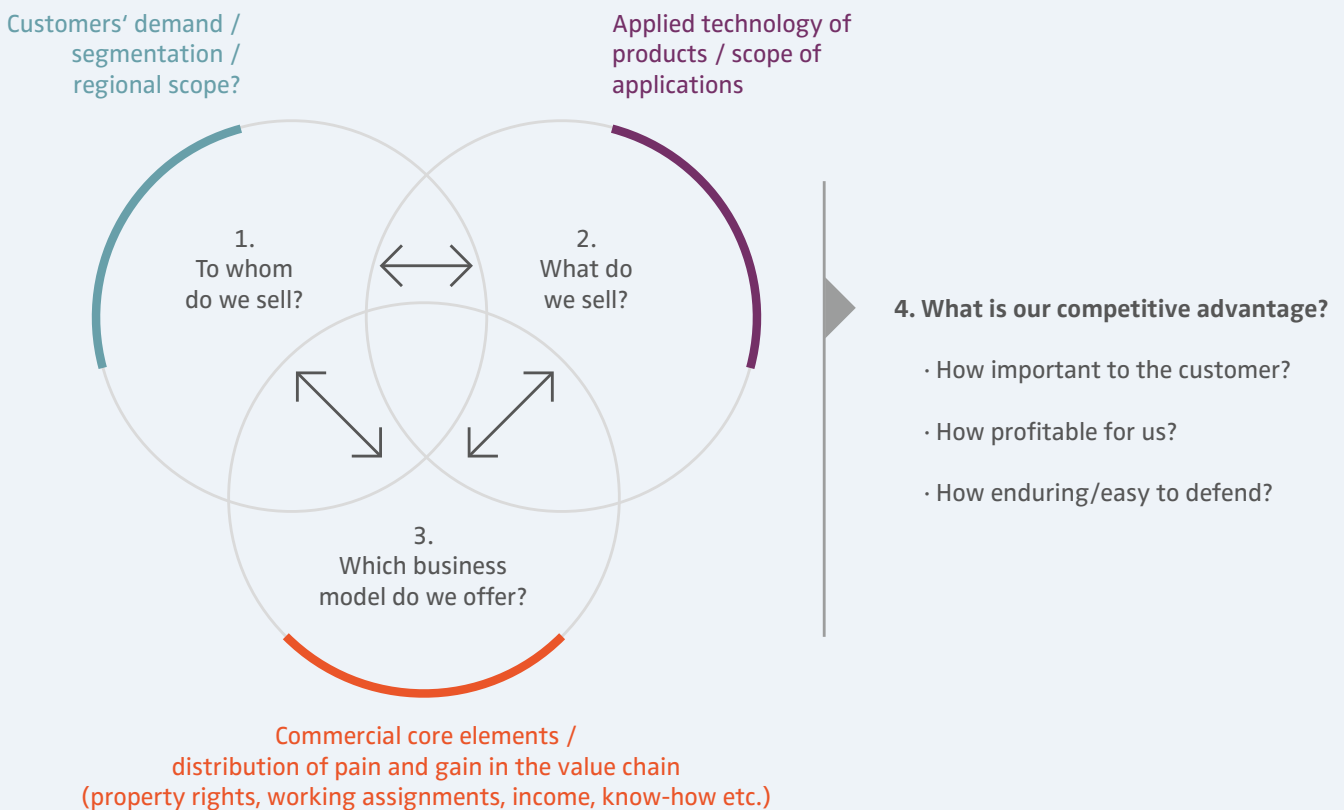 Customers‘ demand /
segmentation /
regional scope?
Applied technology of
products / scope of
applications
1.
To whom
do we sell?
2.
What do
we sell?
3.
Which business
model do we offer?
Commercial core elements /
distribution of pain and gain in the value chain
(property rights, working assignments, income, know-how etc.)
4. What is our competitive advantage?
· How important to the customer?
· How profitable for us?
· How enduring/easy to defend?